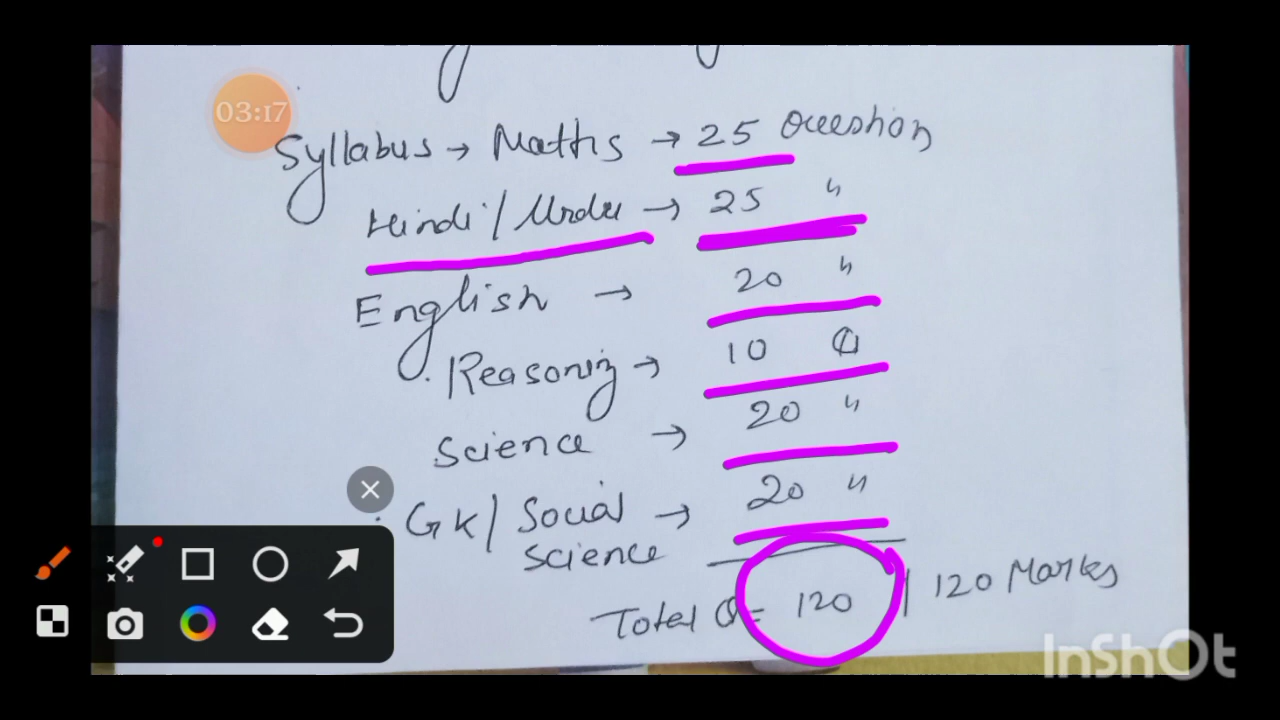 03:17
Syllabus → Maths → 25 Question
Hindi / Urdu → 25 "
English → 20 "
Reasoning → 10 Q
Science → 20 "
GK / Social → 20 "
Science
Total Q = 120 / 120 Marks
InShOt